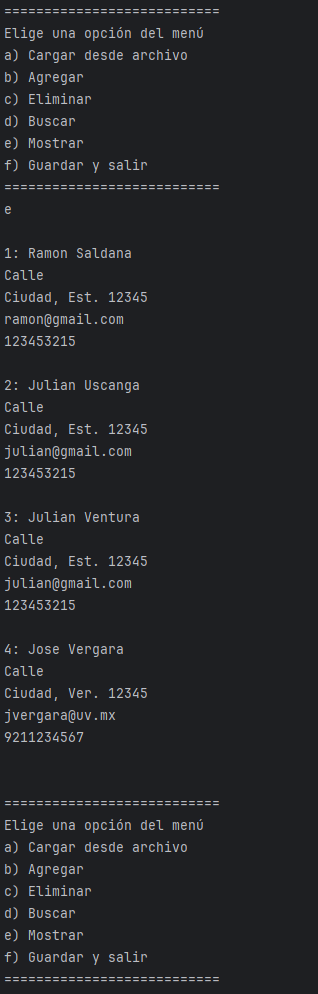 ===========================
Elige una opción del menú
a) Cargar desde archivo
b) Agregar
c) Eliminar
d) Buscar
e) Mostrar
f) Guardar y salir
===========================
e
1: Ramon Saldana
Calle
Ciudad, Est. 12345
ramon@gmail.com
123453215
2: Julian Uscanga
Calle
Ciudad, Est. 12345
julian@gmail.com
123453215
3: Julian Ventura
Calle
Ciudad, Est. 12345
julian@gmail.com
123453215
4: Jose Vergara
Calle
Ciudad, Ver. 12345
jvergara@uv.mx
9211234567
===========================
Elige una opción del menú
a) Cargar desde archivo
b) Agregar
c) Eliminar
d) Buscar
e) Mostrar
f) Guardar y salir
===========================